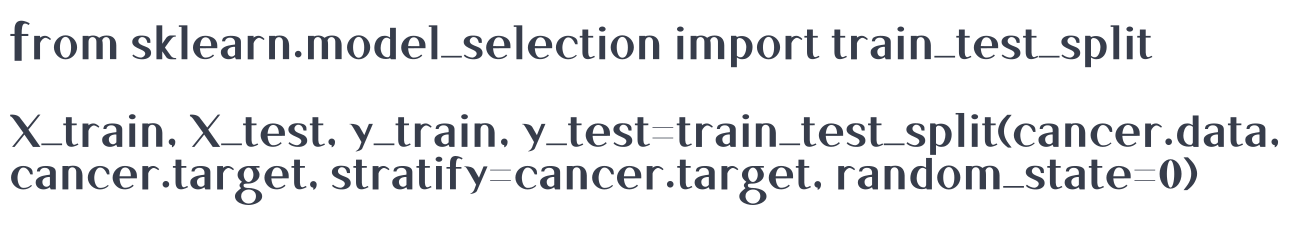 from sklearn.model_selection import train_test_split
X_train, X_test, y_train, y_test=train_test_split(cancer.data,
cancer.target, stratify=cancer.target, random_state=0)